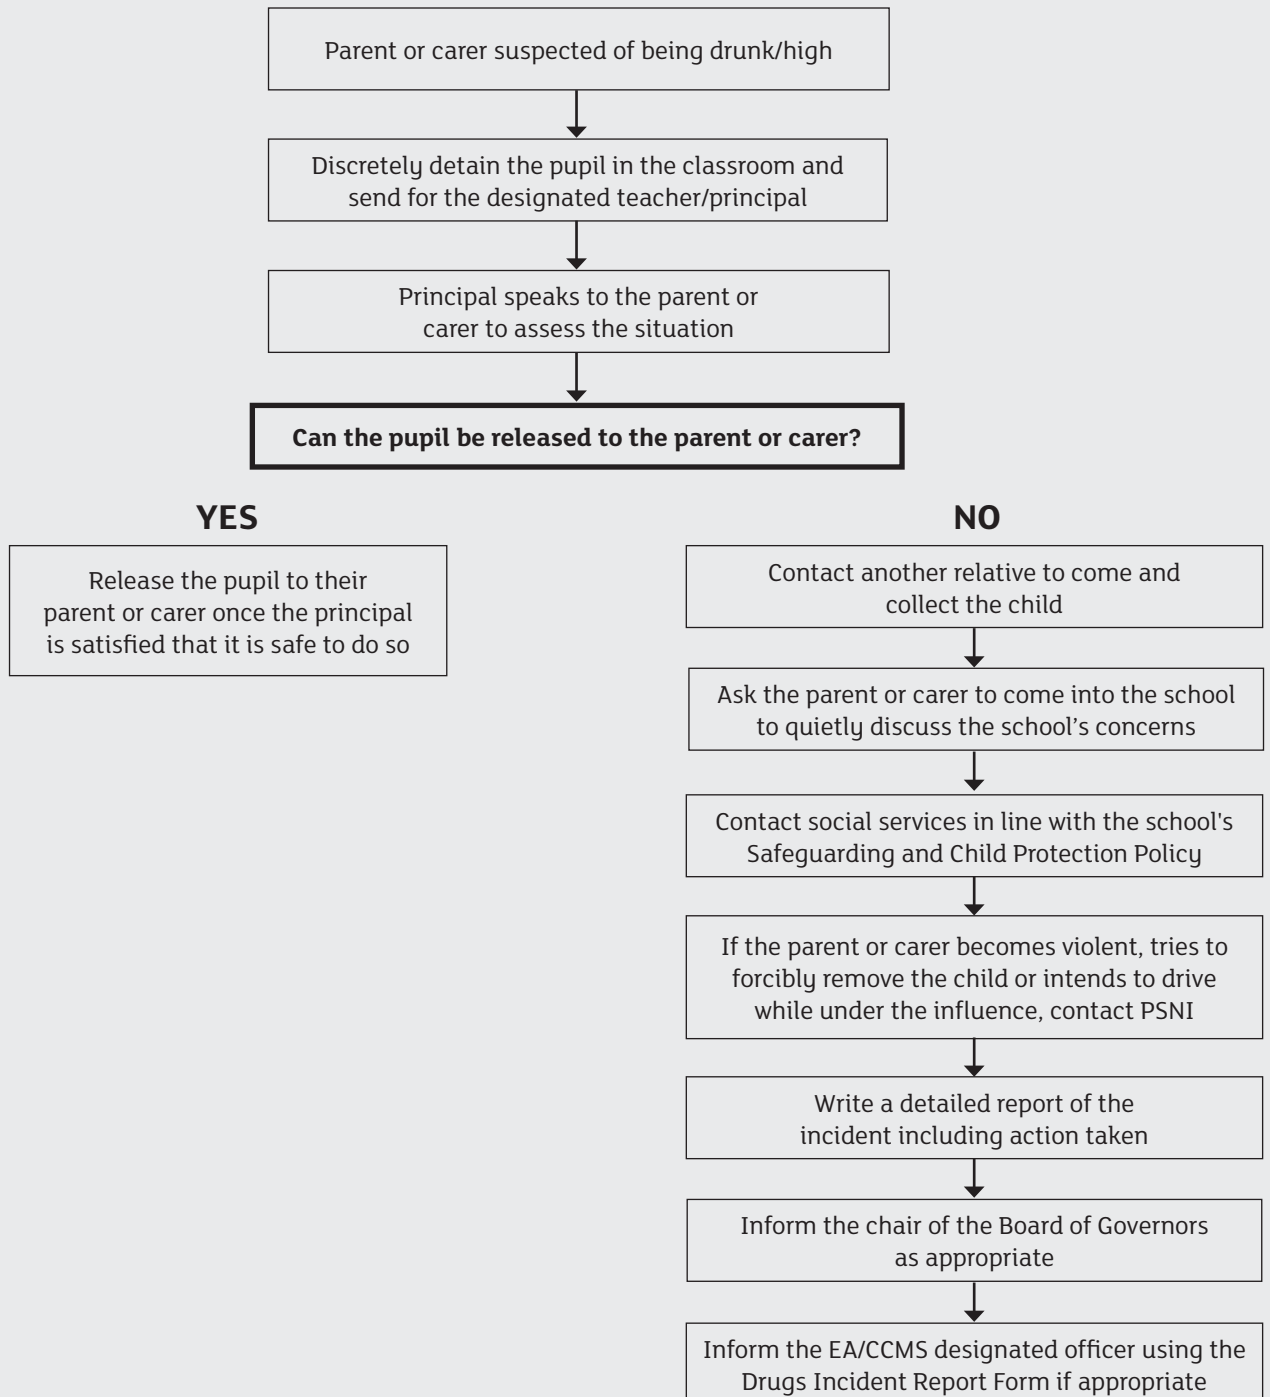 Parent or carer suspected of being drunk/high
Discretely detain the pupil in the classroom and
send for the designated teacher/principal
Principal speaks to the parent or
carer to assess the situation
Can the pupil be released to the parent or carer?
YES
Release the pupil to their
parent or carer once the principal
is satisfied that it is safe to do so
NO
Contact another relative to come and
collect the child
Ask the parent or carer to come into the school
to quietly discuss the school’s concerns
Contact social services in line with the school's
Safeguarding and Child Protection Policy
If the parent or carer becomes violent, tries to
forcibly remove the child or intends to drive
while under the influence, contact PSNI
Write a detailed report of the
incident including action taken
Inform the chair of the Board of Governors
as appropriate
Inform the EA/CCMS designated officer using the
Drugs Incident Report Form if appropriate